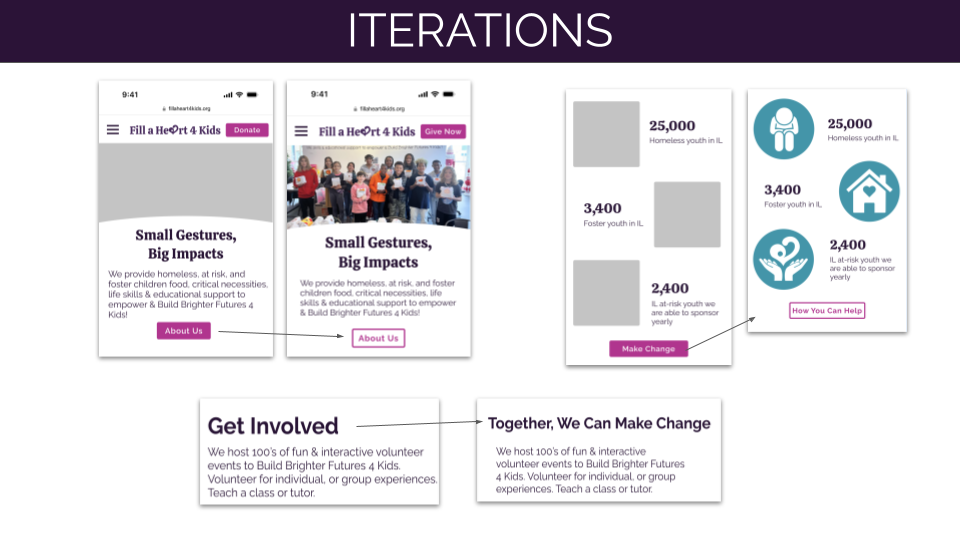 ITERATIONS
9:41
fillaheart4kids.org
Fill a He rt 4 Kids
Donate
Small Gestures,
Big Impacts
We provide homeless, at risk, and
foster children food, critical necessities,
life skills & educational support to
empower & Build Brighter Futures 4
Kids!
About Us
9:41
fillaheart4kids.org
Fill a He rt 4 Kids
Give Now
Small Gestures,
Big Impacts
We provide homeless, at risk, and
foster children food, critical necessities, life
skills & educational support to empower
& Build Brighter Futures 4 Kids!
About Us
25,000
Homeless youth in IL
3,400
Foster youth in IL
2,400
IL at-risk youth we
are able to sponsor
yearly
Make Change
25,000
Homeless youth in IL
3,400
Foster youth in IL
2,400
IL at-risk youth we
are able to sponsor
yearly
How You Can Help
Get Involved
We host 100's of fun & interactive volunteer
events to Build Brighter Futures 4 Kids.
Volunteer for individual, or group experiences.
Teach a class or tutor.
Together, We Can Make Change
We host 100's of fun & interactive
volunteer events to Build Brighter Futures
4 Kids. Volunteer for individual, or group
experiences. Teach a class or tutor.